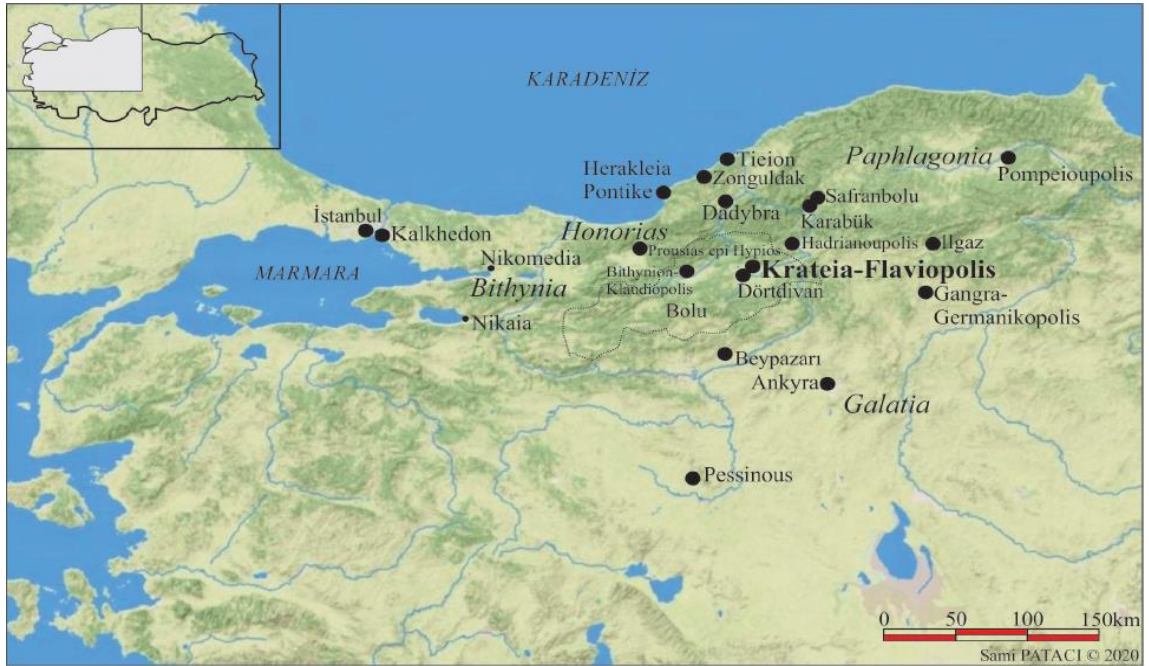 KARADENİZ
Paphlagonia
Pompeioupolis
Tieion
Zonguldak
Herakleia
Pontike
Safranbolu
Karabük
Dadybra
İstanbul
Kalkhedon
Honorias
Hadrianoupolis
Ilgaz
Prousias epi Hypios
MARMARA
Nikomedia
Bithynia
Bithynion-
Klaudiopolis
Krateia-Flaviopolis
Dörtdivan
Bolu
Gangra-
Germanikopolis
Nikaia
Beypazarı
Ankyra
Galatia
Pessinous
0 50 100 150km
Sami PATACI © 2020